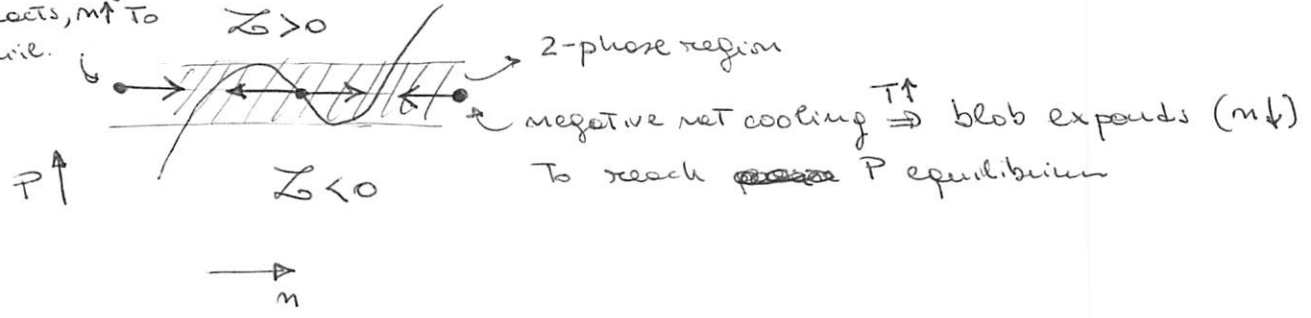 acts, n↑ to
ℒ>0
2-phase region
negative net cooling T↑ ⇒ blob expands (n↓)
to reach P equilibrium
P
ℒ<0
n